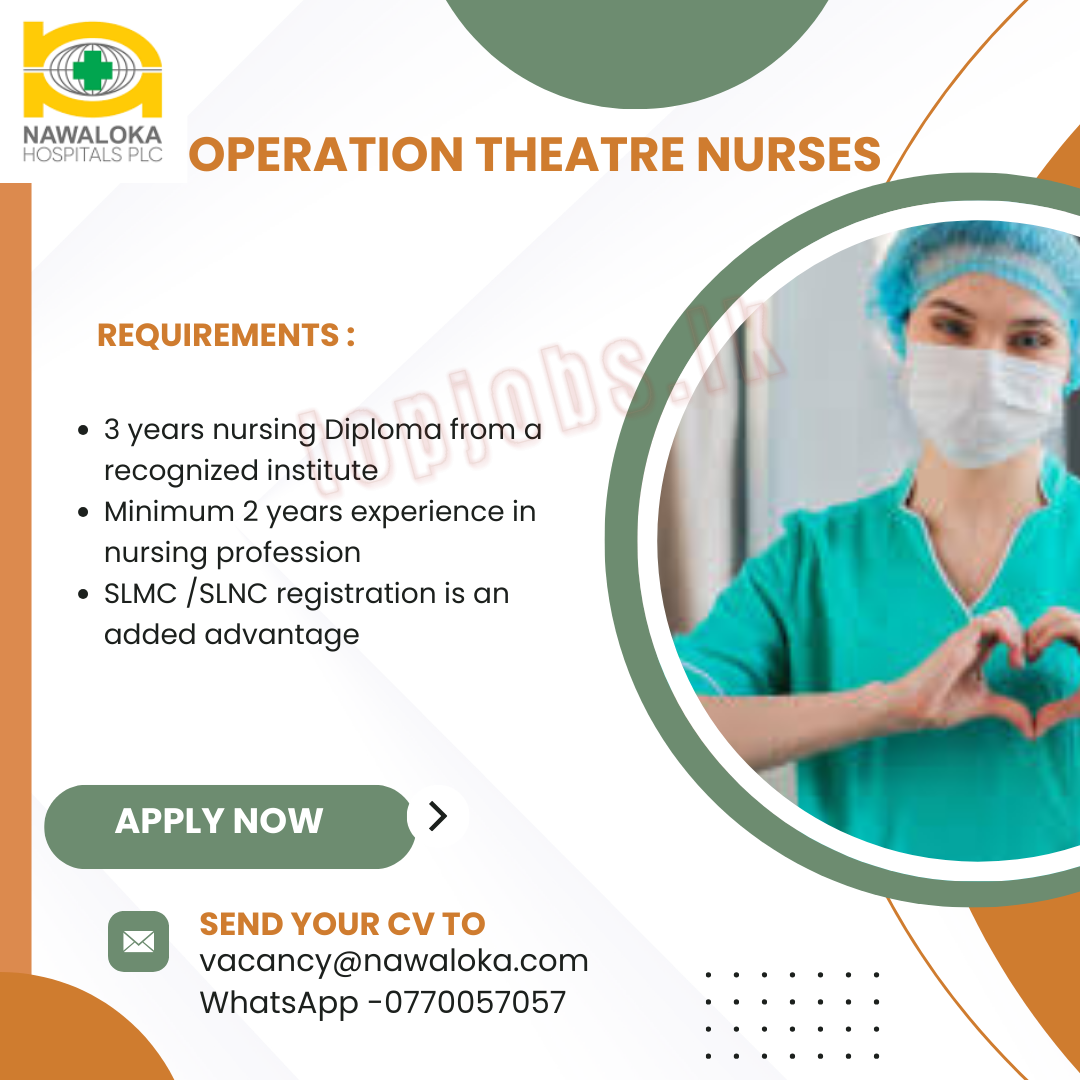 NAWALOKA
HOSPITALS PLC
OPERATION THEATRE NURSES
REQUIREMENTS :
topjobs.lk
• 3 years nursing Diploma from a
recognized institute
• Minimum 2 years experience in
nursing profession
• SLMC /SLNC registration is an
added advantage
APPLY NOW
SEND YOUR CV TO
vacancy@nawaloka.com
WhatsApp -0770057057